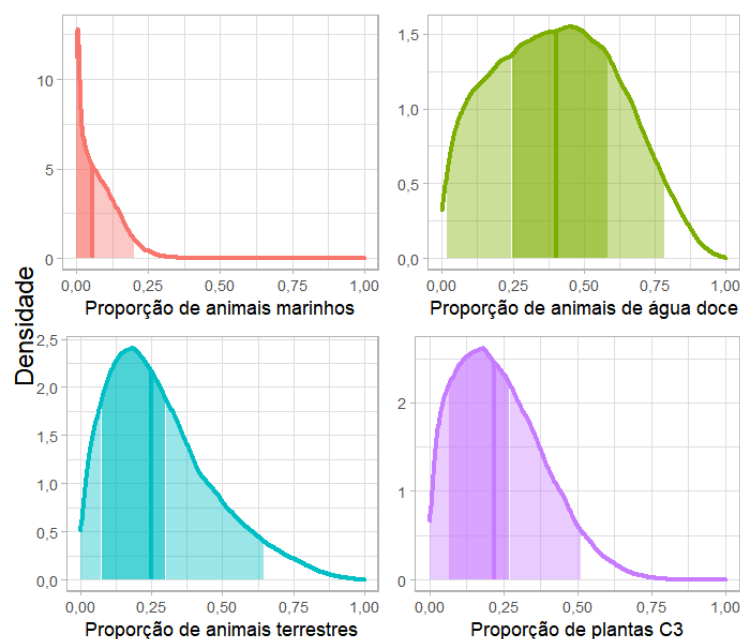 10
5
0
0,00 0,25 0,50 0,75 1,00
Proporção de animais marinhos
1,5
1,0
0,5
0,0
0,00 0,25 0,50 0,75 1,00
Proporção de animais de água doce
Densidade
2,5
2,0
1,5
1,0
0,5
0,0
0,00 0,25 0,50 0,75 1,00
Proporção de animais terrestres
2
1
0
0,00 0,25 0,50 0,75 1,00
Proporção de plantas C3